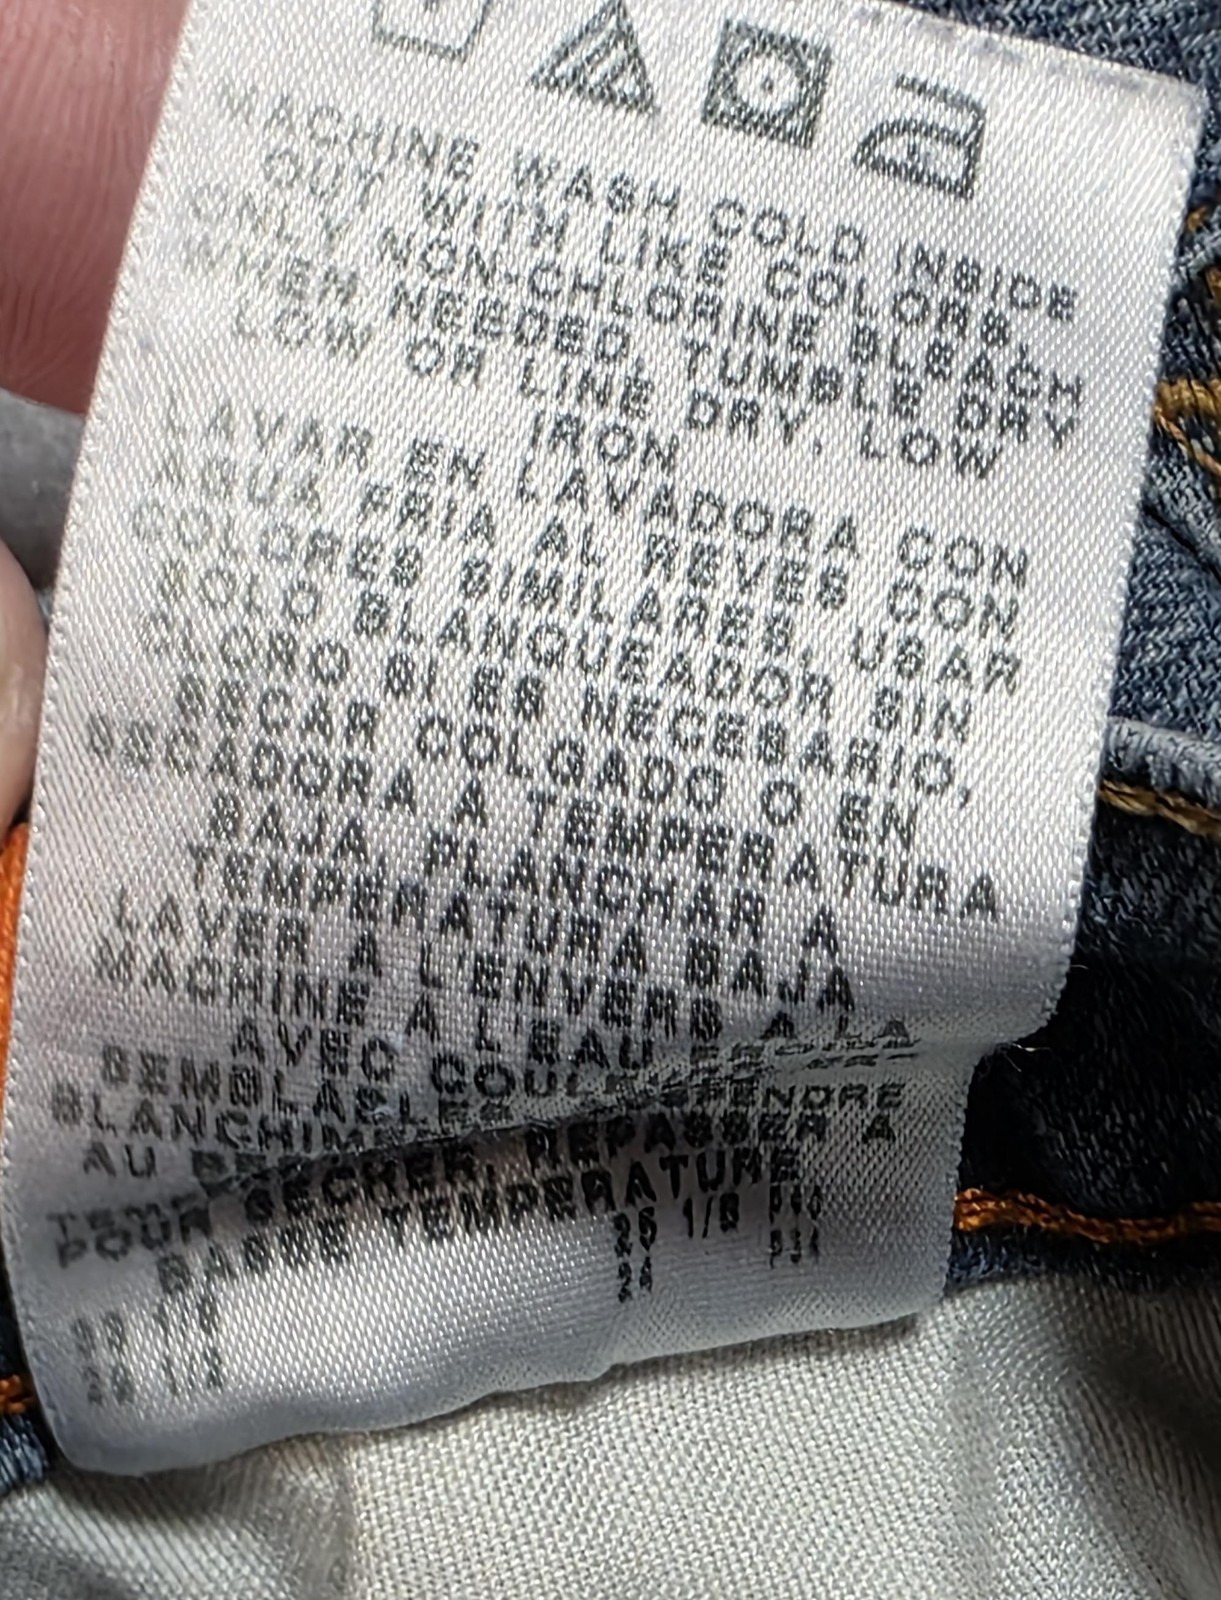 MACHINE WASH COLD INSIDE
OUT WITH LIKE COLORS,
ONLY NON-CHLORINE BLEACH
WHEN NEEDED, TUMBLE DRY
LOW OR LINE DRY, LOW
IRON
LAVAR EN LAVADORA CON
AGUA FRIA AL REVES CON
COLORES SIMILARES, USAR
SOLO BLANQUEADOR SIN
CLORO SI ES NECESARIO,
SECAR COLGADO O EN
SECADORA A TEMPERATURA
BAJA, PLANCHAR A
TEMPERATURA BAJA
LAVER A L'ENVERS A LA
MACHINE A L'EAU
AVEC
SEMBLABLES
AU
POUR SECHER, REPASSER A
BASSE TEMPERATURE